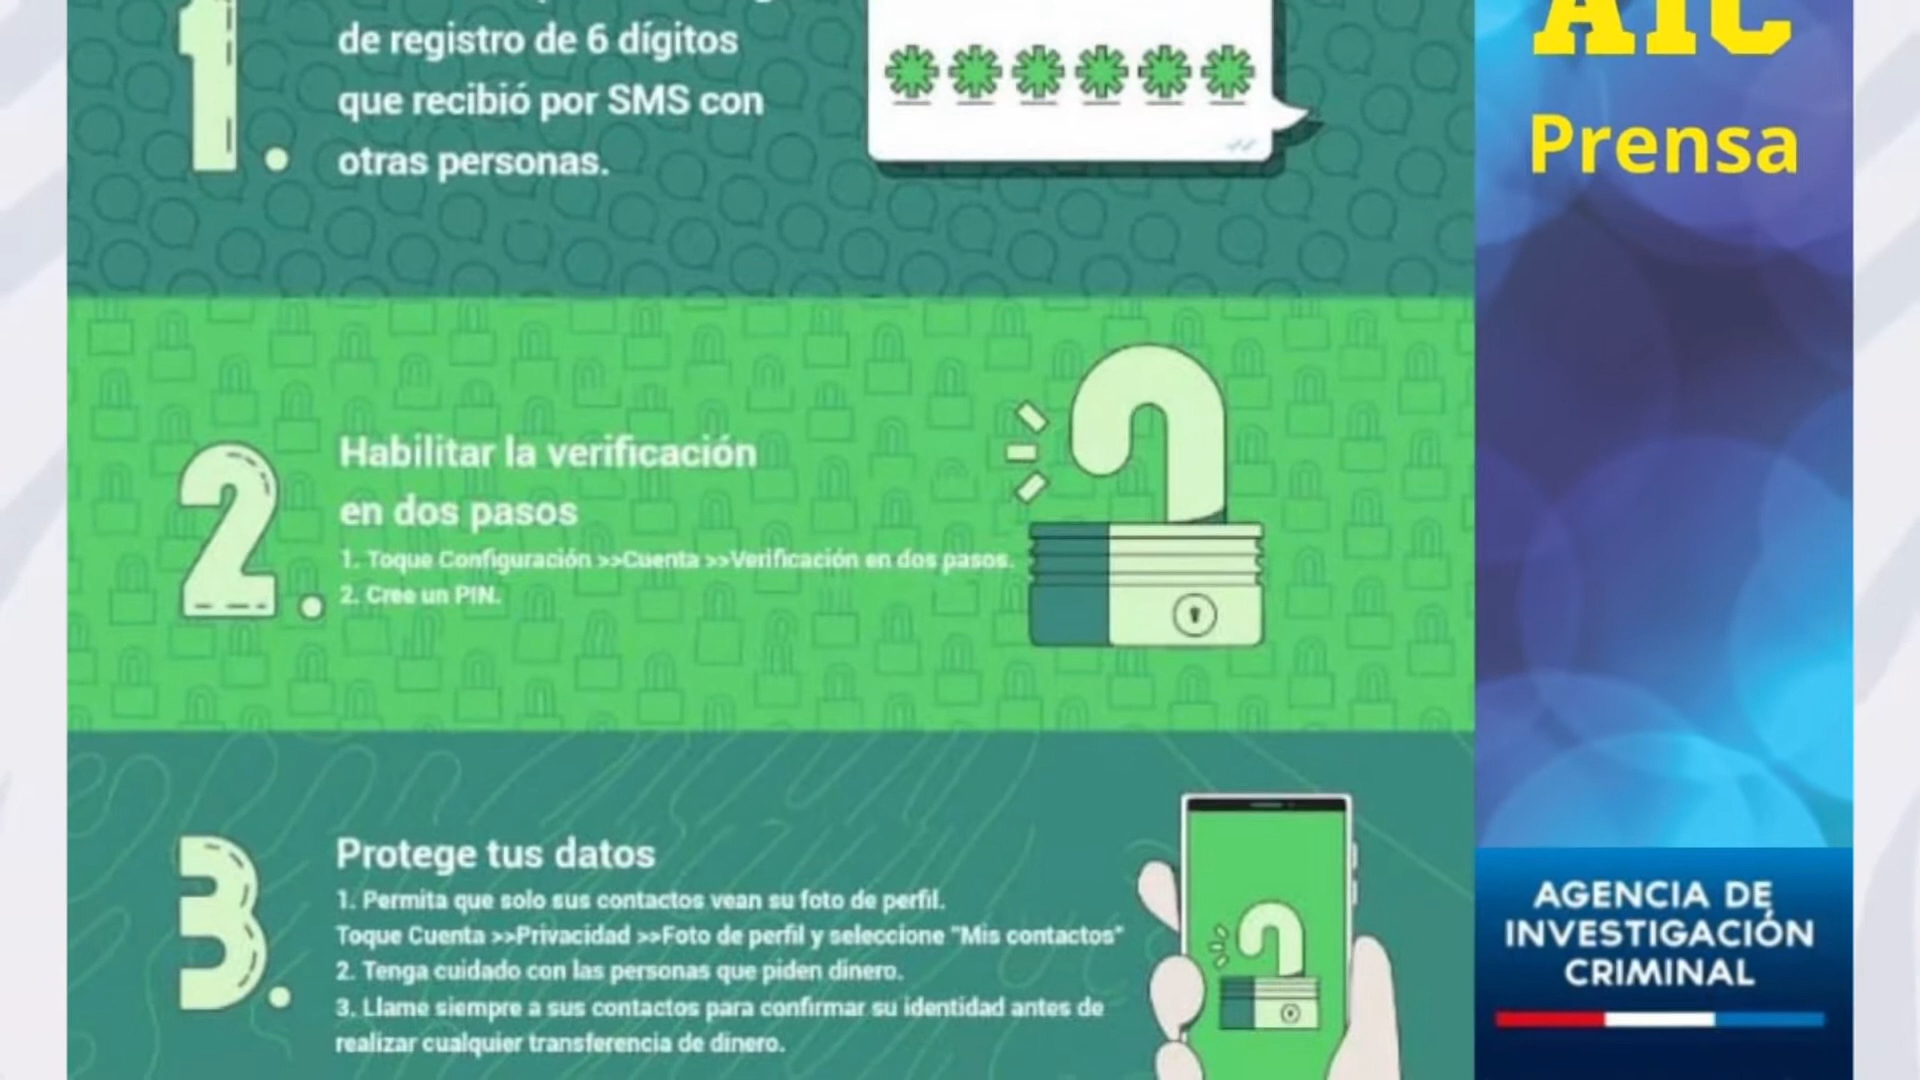 1.
de registro de 6 dígitos
que recibió por SMS con
otras personas.
2.
Habilitar la verificación
en dos pasos
1. Toque Configuración >>Cuenta >>Verificación en dos pasos.
2. Cree un PIN.
3.
Protege tus datos
1. Permita que solo sus contactos vean su foto de perfil.
Toque Cuenta >>Privacidad >>Foto de perfil y seleccione "Mis contactos"
2. Tenga cuidado con las personas que piden dinero.
3. Llame siempre a sus contactos para confirmar su identidad antes de
realizar cualquier transferencia de dinero.
AIC
Prensa
AGENCIA DE
INVESTIGACIÓN
CRIMINAL